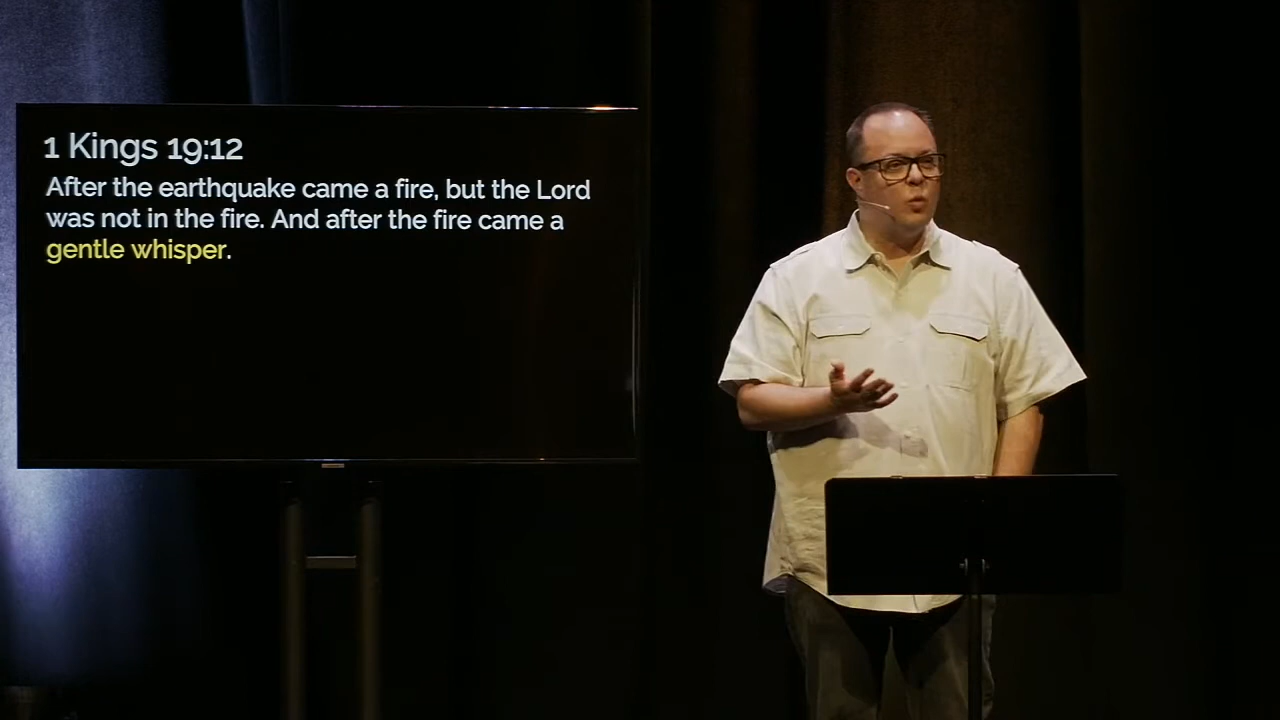 1 Kings 19:12
After the earthquake came a fire, but the Lord
was not in the fire. And after the fire came a
gentle whisper.